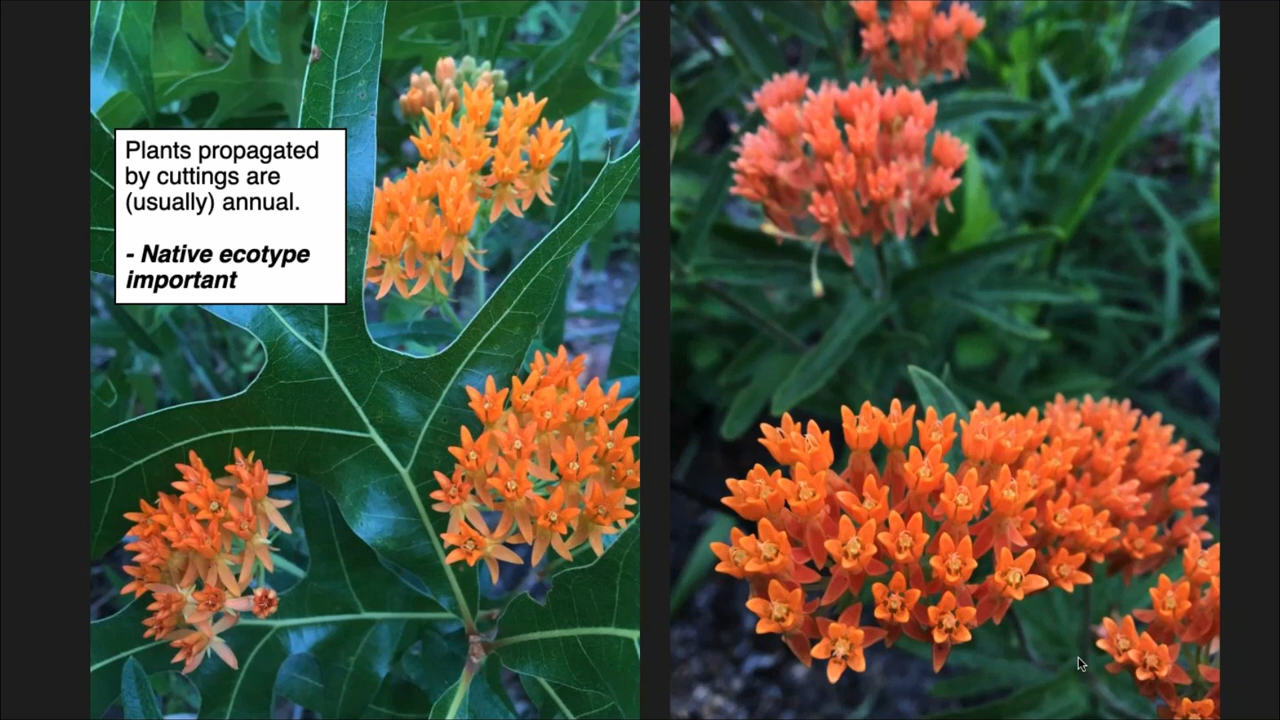 Plants propagated
by cuttings are
(usually) annual.
- Native ecotype
important